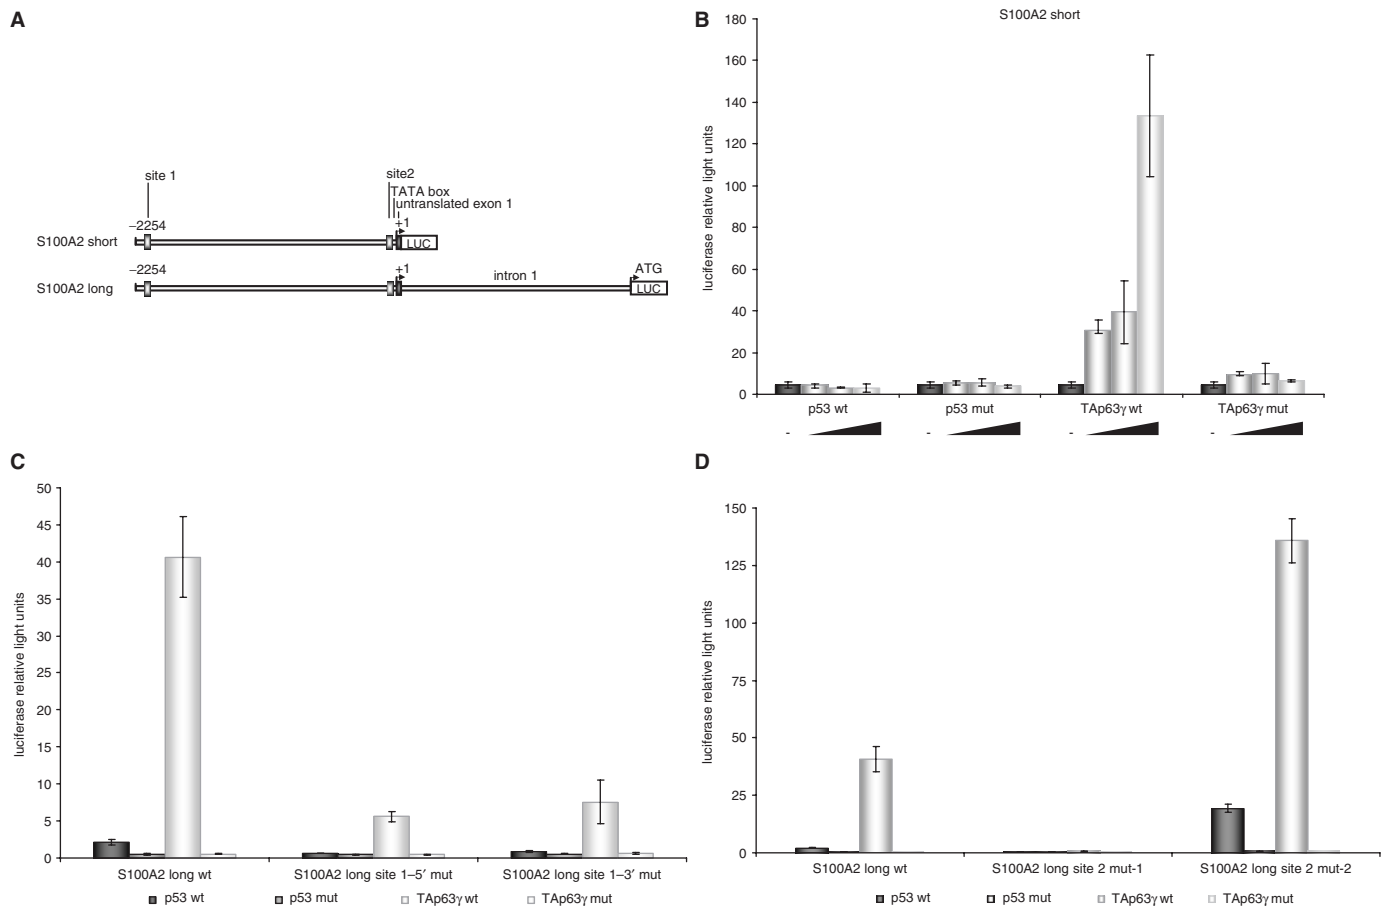 A
site 1
site2
TATA box
untranslated exon 1
−2254
+1
S100A2 short
LUC
−2254
+1
intron 1
ATG
S100A2 long
LUC
B
S100A2 short
luciferase relative light units
180
160
140
120
100
80
60
40
20
0
p53 wt
p53 mut
TAp63γ wt
TAp63γ mut
-
-
-
-
C
luciferase relative light units
50
45
40
35
30
25
20
15
10
5
0
S100A2 long wt
S100A2 long site 1–5′ mut
S100A2 long site 1–3′ mut
p53 wt
p53 mut
TAp63γ wt
TAp63γ mut
D
luciferase relative light units
150
125
100
75
50
25
0
S100A2 long wt
S100A2 long site 2 mut-1
S100A2 long site 2 mut-2
p53 wt
p53 mut
TAp63γ wt
TAp63γ mut